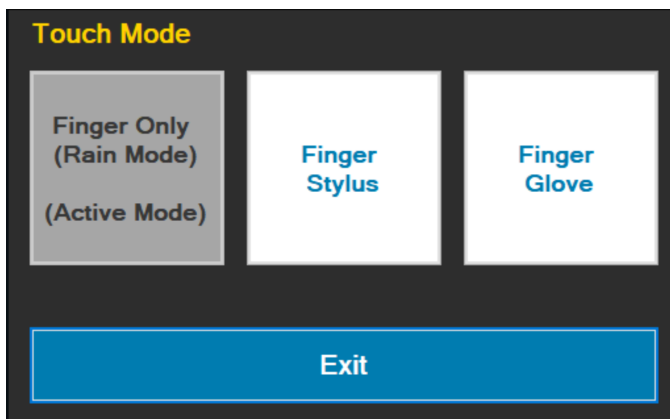 Touch Mode
Finger Only
(Rain Mode)
(Active Mode)
Finger
Stylus
Finger
Glove
Exit